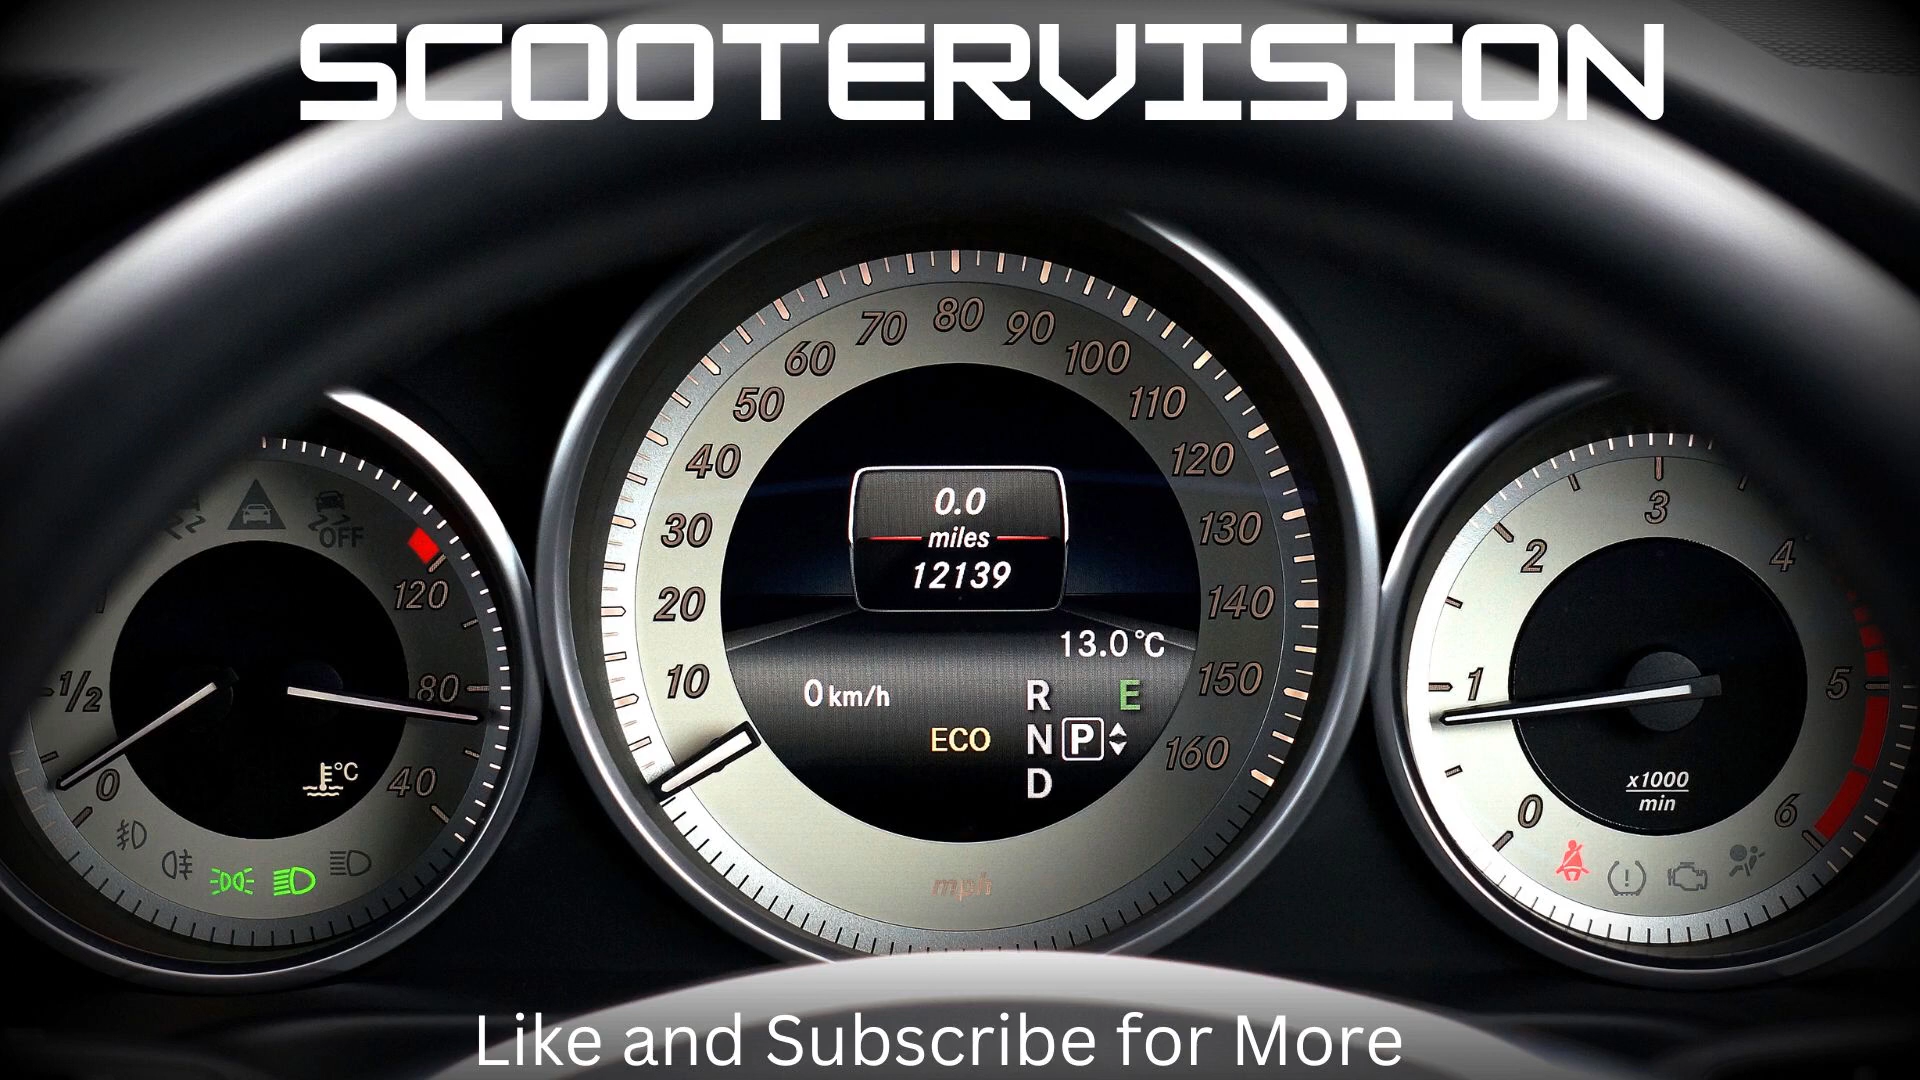 SCOOTERVISION
OFF
120
1/2
80
0
40
°C
10
20
30
40
50
60
70
80
90
100
110
120
130
140
150
160
0.0
miles
12139
13.0°C
0 km/h
R
E
ECO
N P
D
mph
0
1
2
3
4
5
6
x1000
min
Like and Subscribe for More